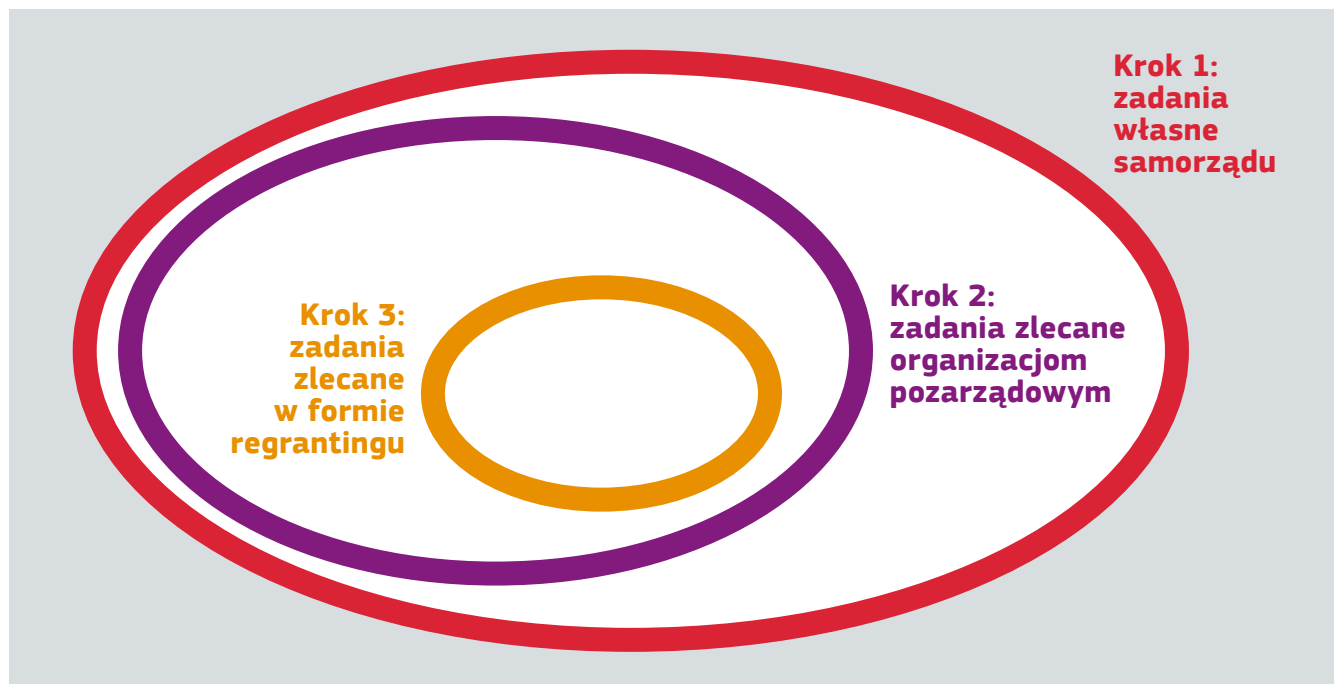 Krok 1:
zadania
własne
samorządu
Krok 2:
zadania zlecane
organizacjom
pozarządowym
Krok 3:
zadania
zlecane
w formie
regrantingu